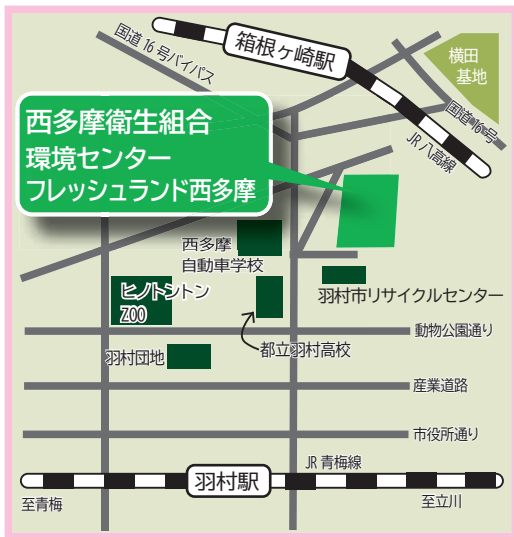 国道16号バイパス
箱根ヶ崎駅
横田
基地
国道16号
JR八高線
西多摩衛生組合
環境センター
フレッシュランド西多摩
西多摩
自動車学校
羽村市リサイクルセンター
ヒノトントン
ZOO
都立羽村高校
動物公園通り
羽村団地
産業道路
市役所通り
JR青梅線
羽村駅
至青梅
至立川